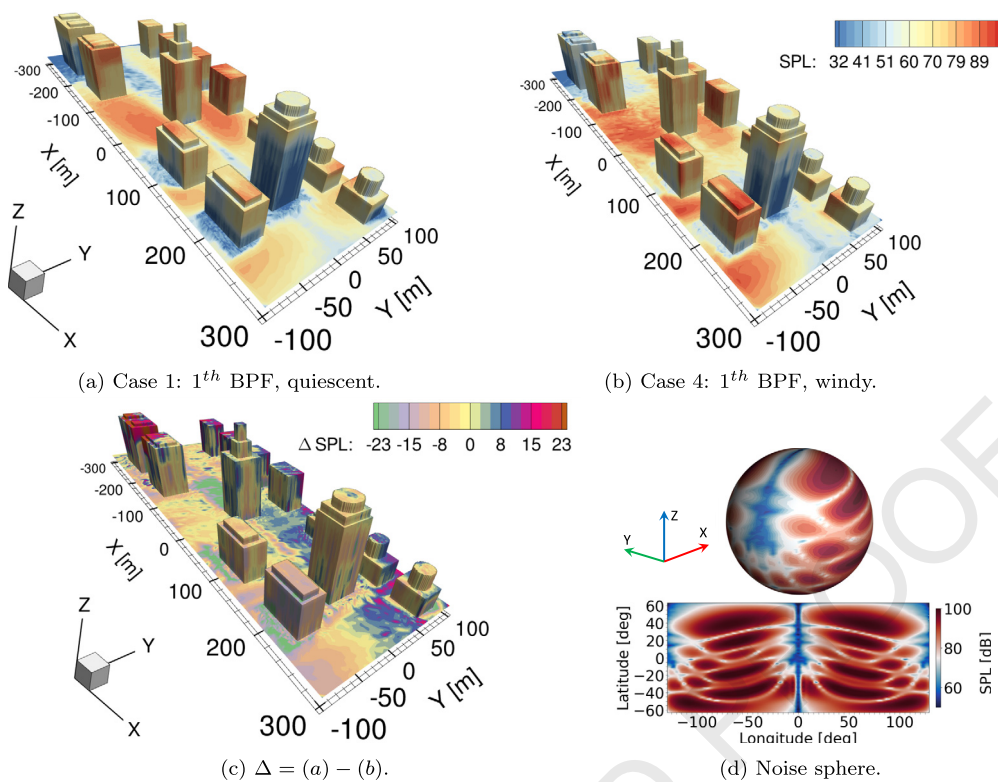 SPL: 32 41 51 60 70 79 89
-300
-200
-100
0
100
200
300
X [m]
100
50
0
-50
-100
Y [m]
Z
Y
X
(a) Case 1: 1th BPF, quiescent.
-300
-200
-100
0
100
200
300
X [m]
100
50
0
-50
-100
Y [m]
(b) Case 4: 1th BPF, windy.
Δ SPL: -23 -15 -8 0 8 15 23
-300
-200
-100
0
100
200
300
X [m]
100
50
0
-50
-100
Y [m]
Z
Y
X
(c) Δ = (a) − (b).
Z
Y
X
60
40
20
0
−20
−40
−60
Latitude [deg]
−100 −50 0 50 100
Longitude [deg]
100
80
60
SPL [dB]
(d) Noise sphere.